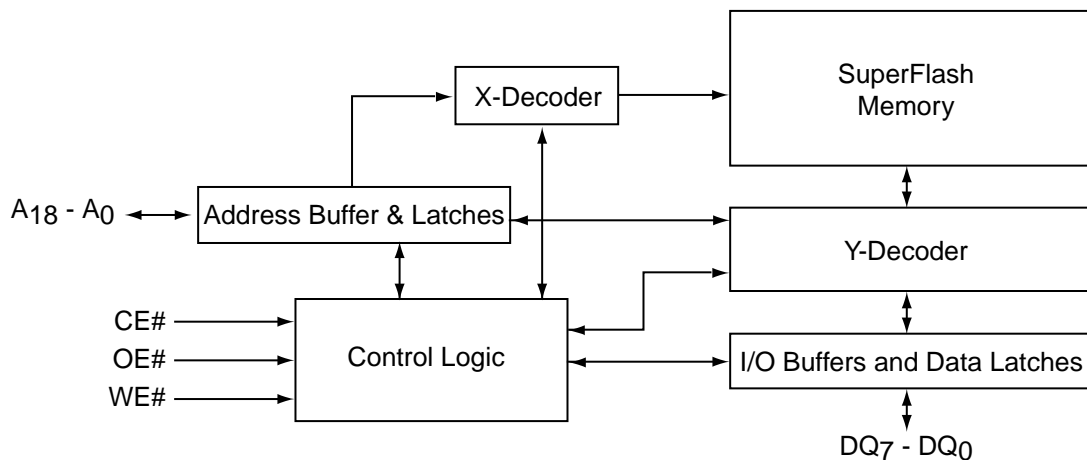 SuperFlash
Memory
X-Decoder
A18 - A0
Address Buffer & Latches
Y-Decoder
CE#
OE#
WE#
Control Logic
I/O Buffers and Data Latches
DQ7 - DQ0